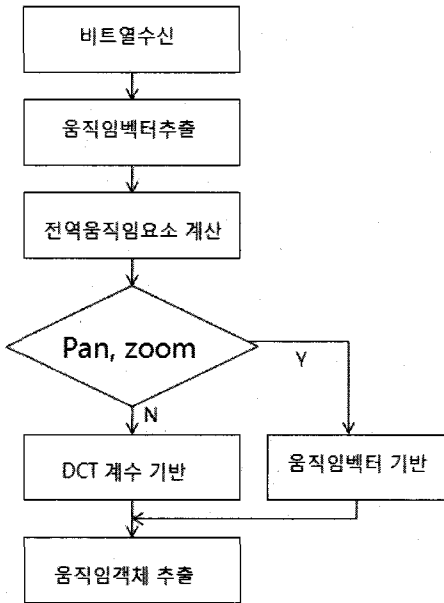 비트열수신
움직임벡터추출
전역움직임요소 계산
Pan, zoom
Y
N
DCT 계수 기반
움직임벡터 기반
움직임객체 추출